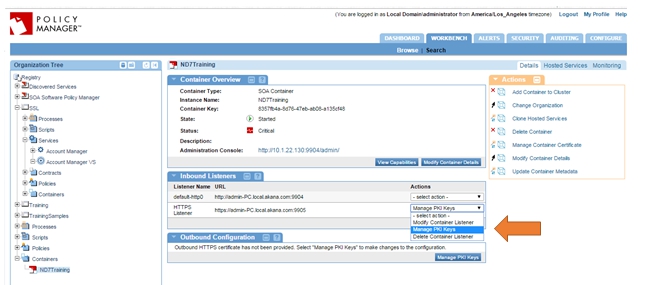 POLICY MANAGER™
(You are logged in as Local Domain\administrator from America/Los_Angeles timezone) Logout My Profile Help
DASHBOARD WORKBENCH ALERTS SECURITY AUDITING CONFIGURE
Browse | Search
Organization Tree
Registry
Discovered Services
SOA Software Policy Manager
SSL
Processes
Scripts
Services
Account Manager
Account Manager VS
Contracts
Policies
Containers
Training
TrainingSamples
Processes
Scripts
Policies
Containers
ND7Training
ND7Training
Details Hosted Services Monitoring
Container Overview
Container Type: SOA Container
Instance Name: ND7Training
Container Key:
State: Started
Status: Critical
Description:
Administration Console: http://10.1.22.130:9904/admin/
View Capabilities Modify Container Details
Inbound Listeners
Listener Name URL Actions
default-http0 http://admin-PC.local.akana.com:9904 - select action -
HTTPS Listener https://admin-PC.local.akana.com:9905 Manage PKI Keys
- select action -
Modify Container Listener
Manage PKI Keys
Delete Container Listener
Outbound Configuration
Outbound HTTPS certificate has not been provided. Select "Manage PKI Keys" to make changes to the configuration.
Manage PKI Keys
Actions
Add Container to Cluster
Change Organization
Clone Hosted Services
Delete Container
Manage Container Certificate
Modify Container Details
Update Container Metadata